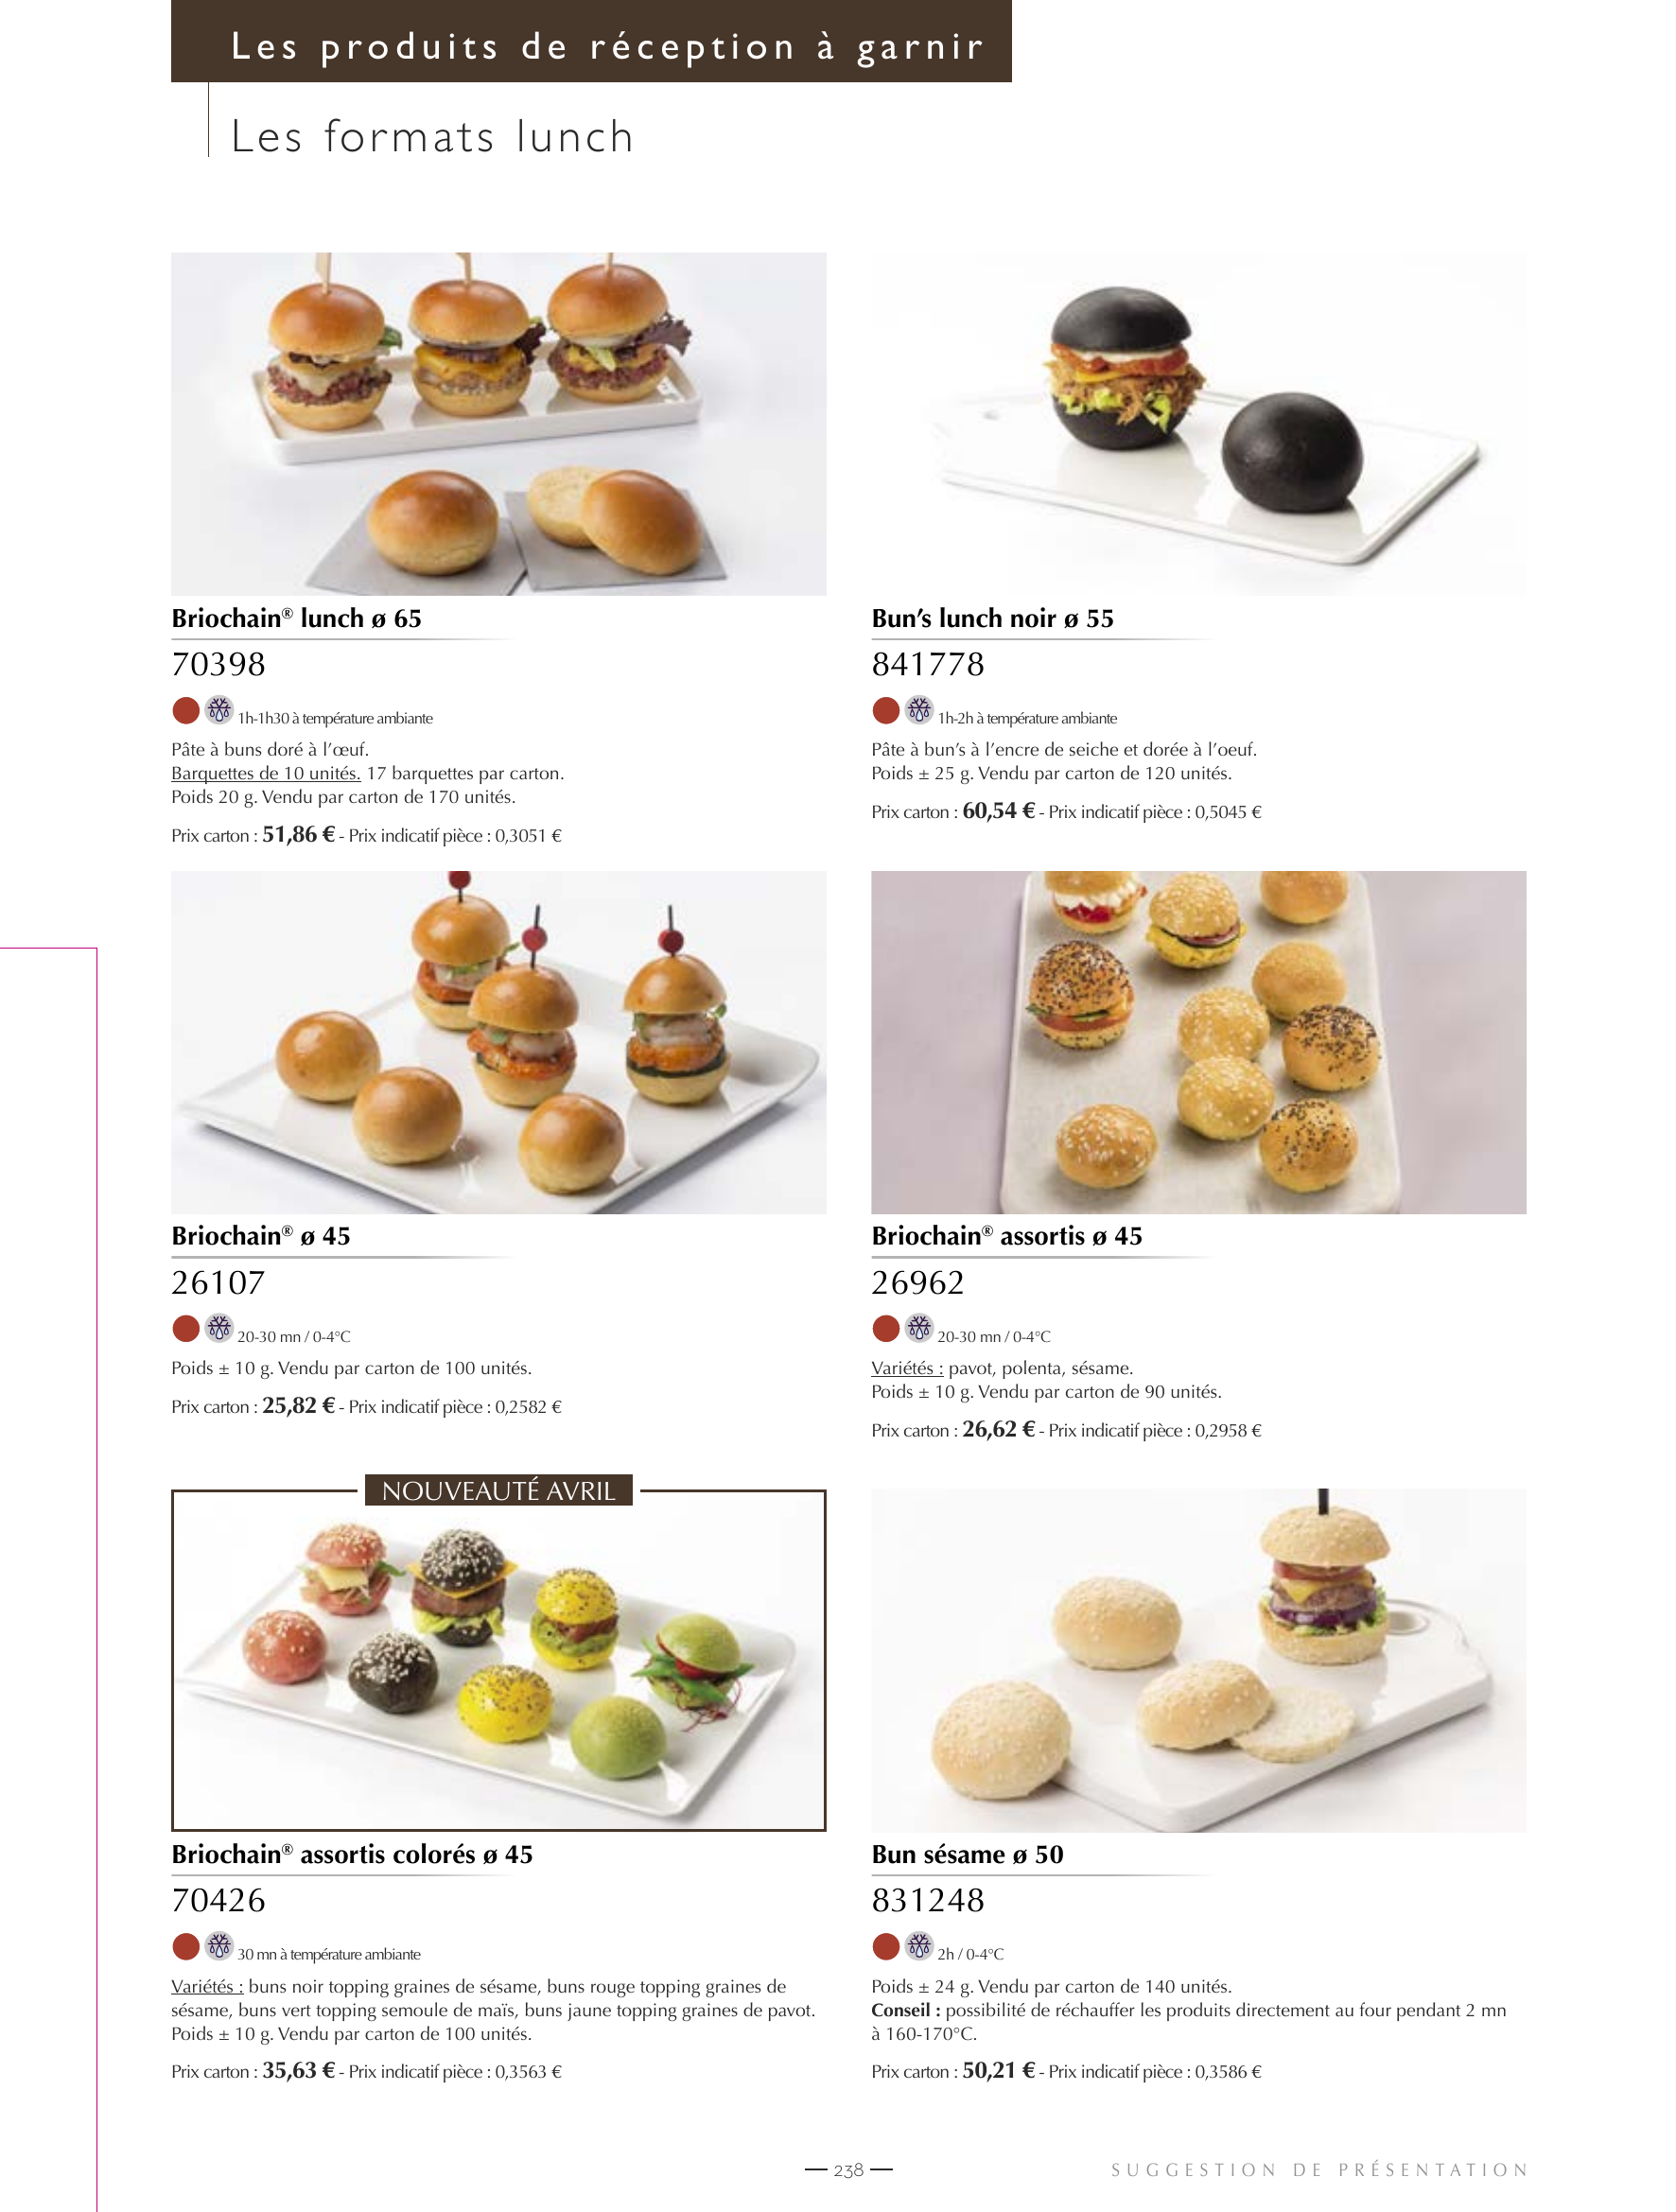 Les produits de réception à garnir
Les formats lunch
Briochain® lunch ø 65
70398
1h-1h30 à température ambiante
Pâte à buns doré à l'œuf.
Barquettes de 10 unités. 17 barquettes par carton.
Poids 20 g. Vendu par carton de 170 unités.
Prix carton : 51,86 € - Prix indicatif pièce : 0,3051 €
Bun's lunch noir ø 55
841778
1h-2h à température ambiante
Pâte à bun's à l'encre de seiche et dorée à l'oeuf.
Poids ± 25 g. Vendu par carton de 120 unités.
Prix carton : 60,54 € - Prix indicatif pièce : 0,5045 €
Briochain® ø 45
26107
20-30 mn / 0-4°C
Poids ± 10 g. Vendu par carton de 100 unités.
Prix carton : 25,82 € - Prix indicatif pièce : 0,2582 €
Briochain® assortis ø 45
26962
20-30 mn / 0-4°C
Variétés : pavot, polenta, sésame.
Poids ± 10 g. Vendu par carton de 90 unités.
Prix carton : 26,62 € - Prix indicatif pièce : 0,2958 €
NOUVEAUTÉ AVRIL
Briochain® assortis colorés ø 45
70426
30 mn à température ambiante
Variétés : buns noir topping graines de sésame, buns rouge topping graines de
sésame, buns vert topping semoule de maïs, buns jaune topping graines de pavot.
Poids ± 10 g. Vendu par carton de 100 unités.
Prix carton : 35,63 € - Prix indicatif pièce : 0,3563 €
Bun sésame ø 50
831248
2h / 0-4°C
Poids ± 24 g. Vendu par carton de 140 unités.
Conseil : possibilité de réchauffer les produits directement au four pendant 2 mn
à 160-170°C.
Prix carton : 50,21 € - Prix indicatif pièce : 0,3586 €
238
SUGGESTION DE PRÉSENTATION